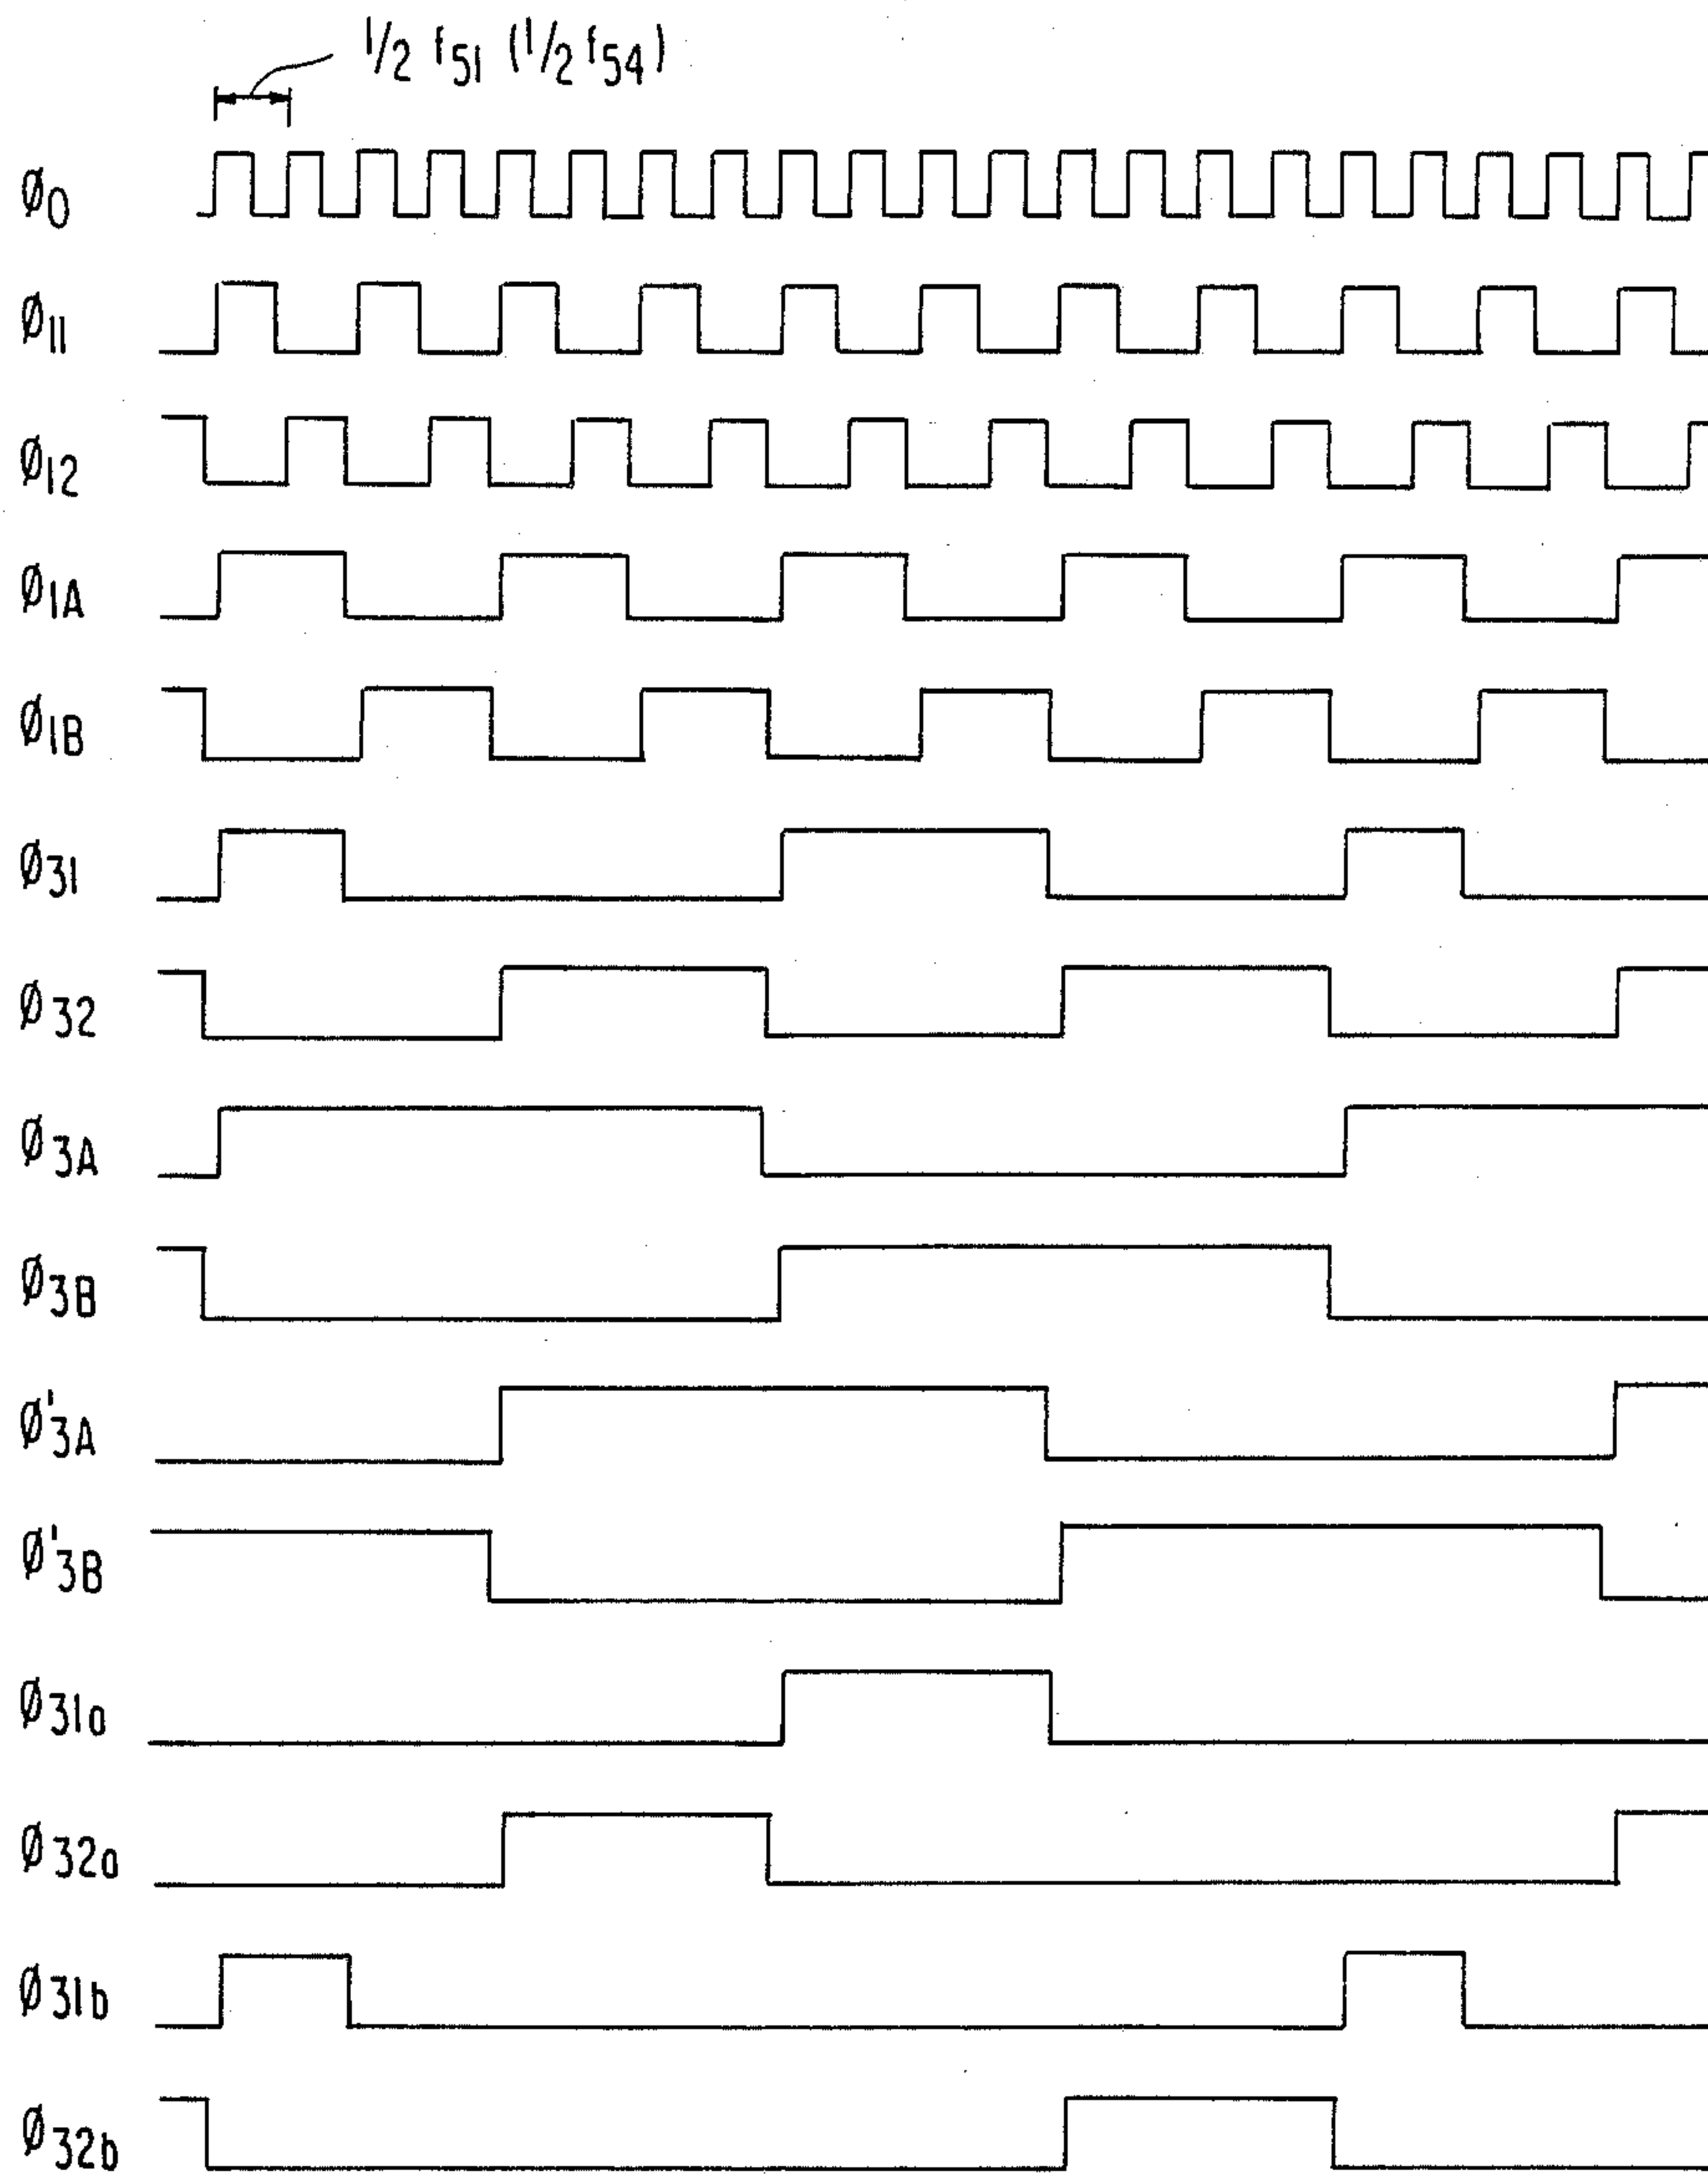 1/2 f51 (1/2 f54)
Ø0
Ø11
Ø12
Ø1A
Ø1B
Ø31
Ø32
Ø3A
Ø3B
Ø'3A
Ø'3B
Ø31a
Ø32a
Ø31b
Ø32b